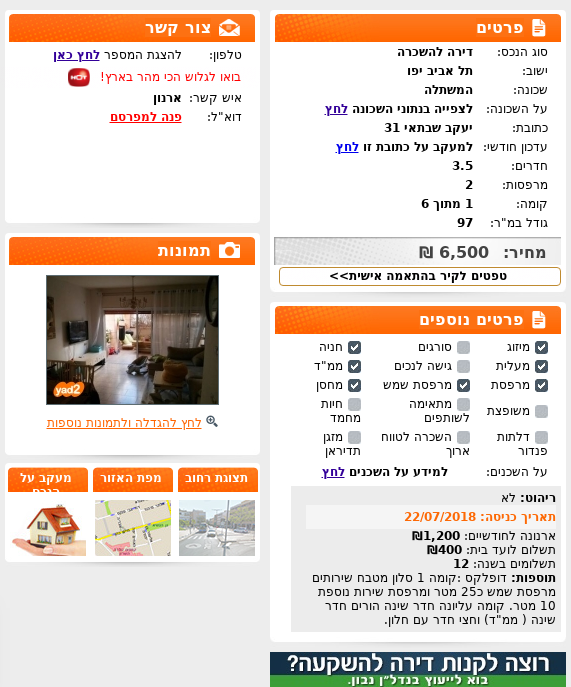 פרטים
סוג הנכס: דירה להשכרה
ישוב: תל אביב יפו
שכונה: המשתלה
על השכונה: לצפייה בנתוני השכונה לחץ
כתובת: יעקב שבתאי 31
עדכון חודשי: למעקב על כתובת זו לחץ
חדרים: 3.5
מרפסות: 2
קומה: 1 מתוך 6
גודל במ"ר: 97
מחיר: 6,500 ₪
טפטים לקיר בהתאמה אישית>>
פרטים נוספים
מיזוג סורגים חניה
מעלית גישה לנכים ממ"ד
מרפסת מרפסת שמש מחסן
משופצת מתאימה לשותפים חיות מחמד
דלתות פנדור השכרה לטווח ארוך מזגן תדיראן
על השכנים: למידע על השכנים לחץ
ריהוט: לא
תאריך כניסה: 22/07/2018
ארנונה לחודשיים: 1,200₪
תשלום לועד בית: 400₪
תשלומים בשנה: 12
תוספות: דופלקס :קומה 1 סלון מטבח שירותים
מרפסת שמש כ25 מטר ומרפסת שירות נוספת
10 מטר. קומה עליונה חדר שינה הורים חדר
שינה ( ממ"ד) וחצי חדר עם חלון.
רוצה לקנות דירה להשקעה?
בוא לייעוץ בנדל״ן נבון.
צור קשר
טלפון: להצגת המספר לחץ כאן
בואו לגלוש הכי מהר בארץ! HOT
איש קשר: ארנון
דוא"ל: פנה למפרסם
תמונות
yad2
לחץ להגדלה ולתמונות נוספות
תצוגת רחוב
מפת האזור
מעקב על הנכס